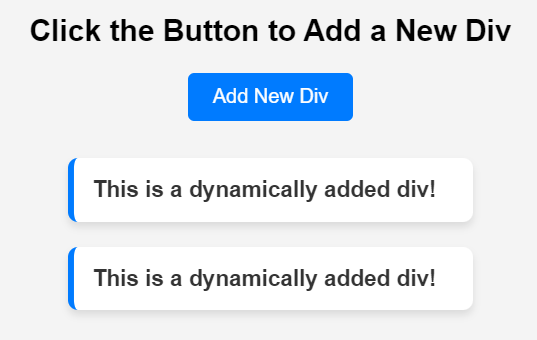 Click the Button to Add a New Div
Add New Div
This is a dynamically added div!
This is a dynamically added div!